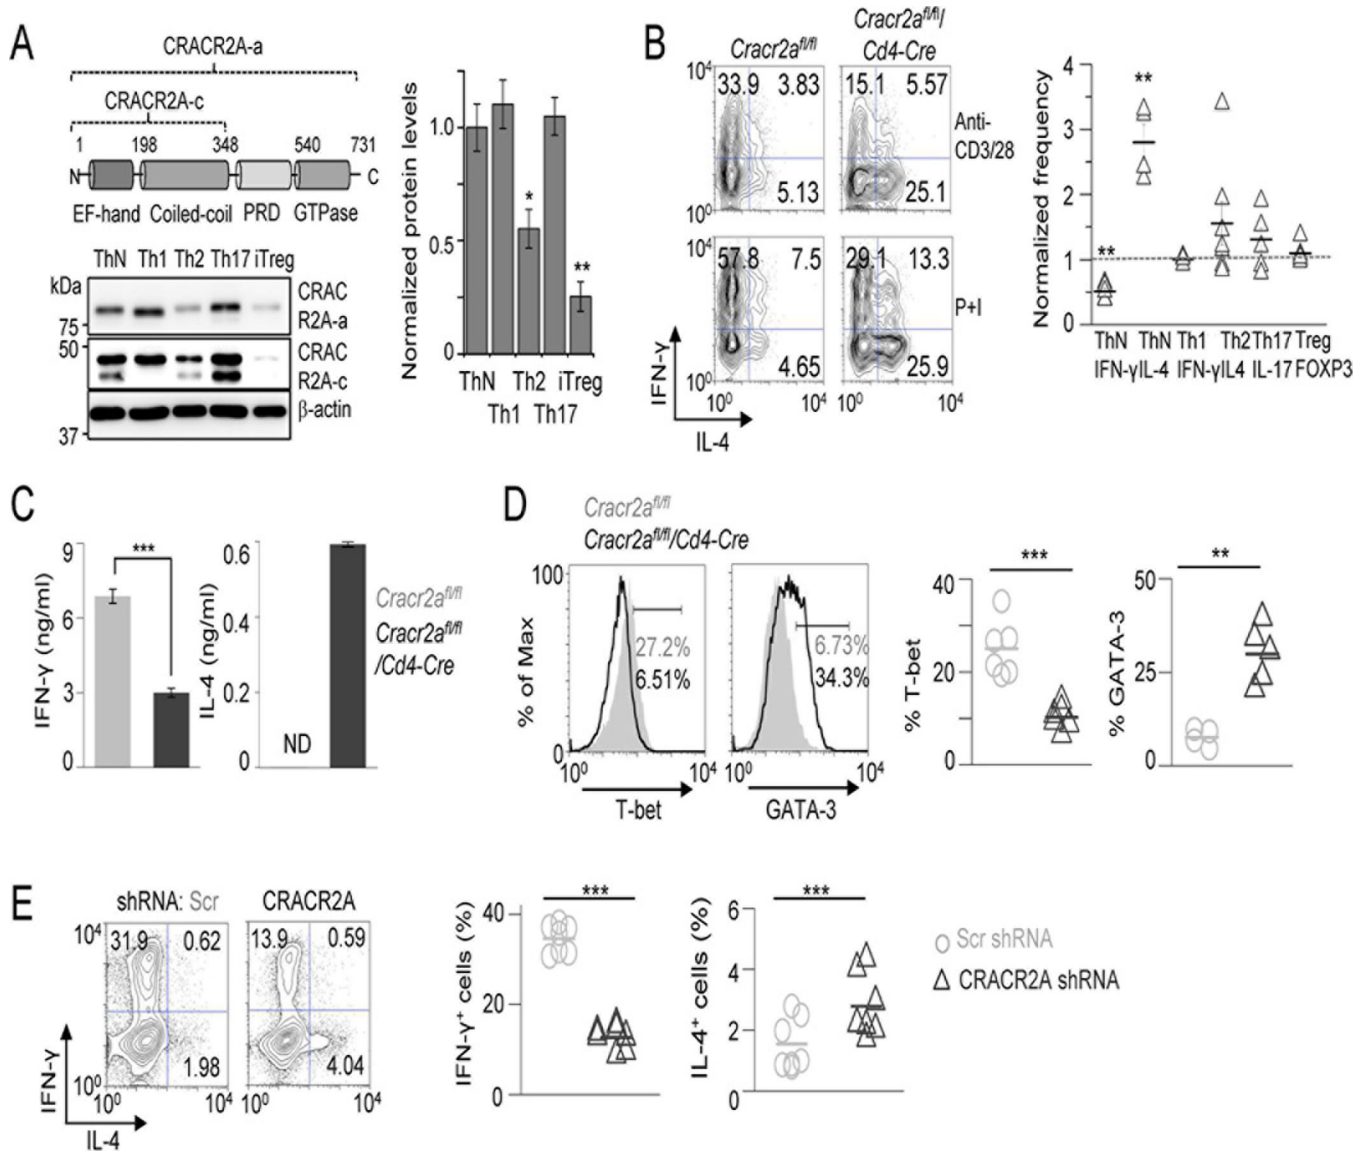 A
CRACR2A-a
CRACR2A-c
1 198 348 540 731
N C
EF-hand Coiled-coil PRD GTPase
ThN Th1 Th2 Th17 iTreg
kDa
75
50
37
CRAC
R2A-a
CRAC
R2A-c
β-actin
Normalized protein levels
1.0
0.5
0
*
**
ThN Th2 iTreg
Th1 Th17
B
Cracr2afl/fl
Cracr2afl/fl/
Cd4-Cre
10⁴
33.9 3.83
5.13
10⁰
15.1 5.57
25.1
Anti-
CD3/28
10⁴
57.8 7.5
4.65
10⁰
29.1 13.3
25.9
P+I
10⁰ 10⁴ 10⁰ 10⁴
IFN-γ
IL-4
Normalized frequency
4
3
2
1
0
**
**
ThN ThN Th1 Th2 Th17 Treg
IFN-γ IL-4 IFN-γ IL4 IL-17 FOXP3
C
IFN-γ (ng/ml)
9
6
3
0
***
IL-4 (ng/ml)
0.6
0.4
0.2
0
ND
Cracr2afl/fl
Cracr2afl/fl
/Cd4-Cre
D
Cracr2afl/fl
Cracr2afl/fl/Cd4-Cre
% of Max
100
0
27.2%
6.51%
6.73%
34.3%
10⁰ 10⁴ 10⁰ 10⁴
T-bet
GATA-3
% T-bet
40
20
0
***
% GATA-3
50
25
0
**
E
shRNA: Scr CRACR2A
10⁴
31.9 0.62
1.98
10⁰
13.9 0.59
4.04
10⁰ 10⁴ 10⁰ 10⁴
IFN-γ
IL-4
IFN-γ⁺ cells (%)
40
20
0
***
IL-4⁺ cells (%)
6
4
2
0
***
Scr shRNA
CRACR2A shRNA